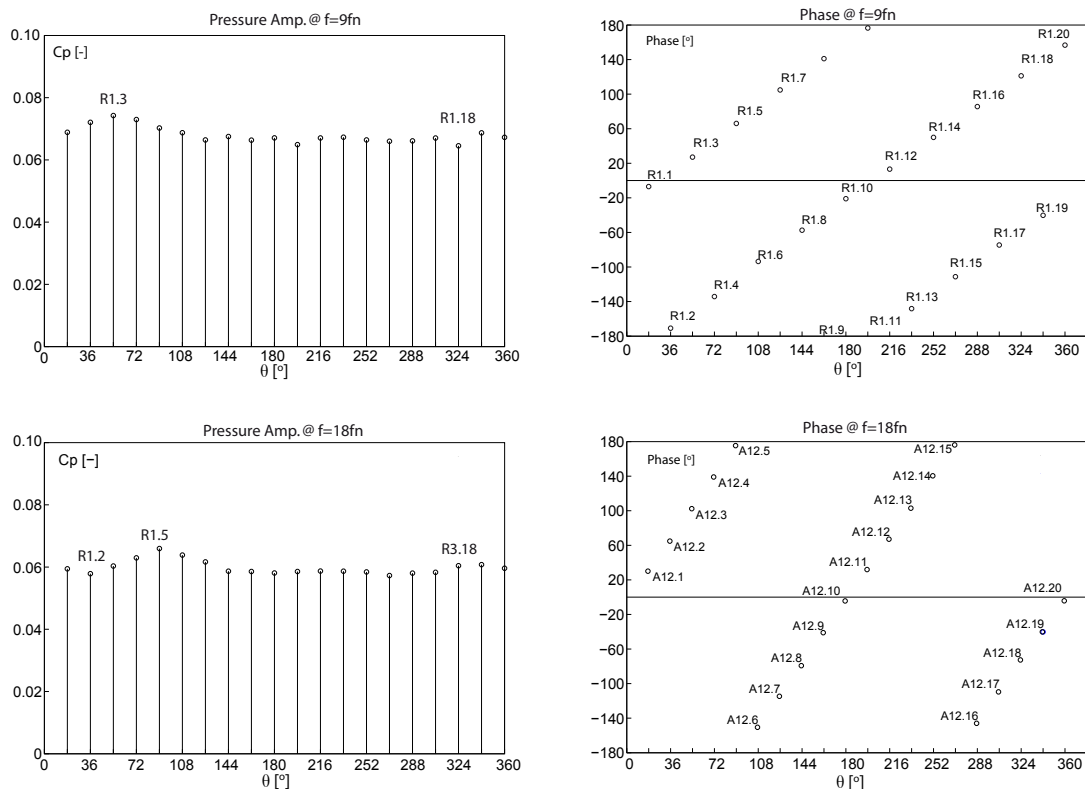 Pressure Amp. @ f=9fn
0.10
Cp [-]
0.08
R1.3
R1.18
0.06
0.04
0.02
0
0 36 72 108 144 180 216 252 288 324 360
θ [°]
Phase @ f=9fn
180
Phase [°]
R1.20
R1.18
140
R1.7
100
R1.16
R1.5
60
R1.14
R1.3
R1.12
20
R1.1
R1.10
R1.19
−20
R1.8
−60
R1.17
R1.6
R1.15
−100
R1.4
R1.13
−140
R1.2
R1.11
R1.9
−180
0 36 72 108 144 180 216 252 288 324 360
θ [°]
Pressure Amp. @ f=18fn
0.10
Cp [−]
0.08
R1.5
R1.2
R3.18
0.06
0.04
0.02
0
0 36 72 108 144 180 216 252 288 324 360
θ [°]
Phase @ f=18fn
180
A12.5
A12.15
Phase [°]
A12.4
A12.14
140
A12.3
A12.13
100
A12.2
A12.12
60
A12.1
A12.11
20
A12.10
A12.20
−20
A12.9
A12.19
−60
A12.8
A12.18
A12.7
A12.17
−100
A12.6
A12.16
−140
−180
0 36 72 108 144 180 216 252 288 324 360
θ [°]